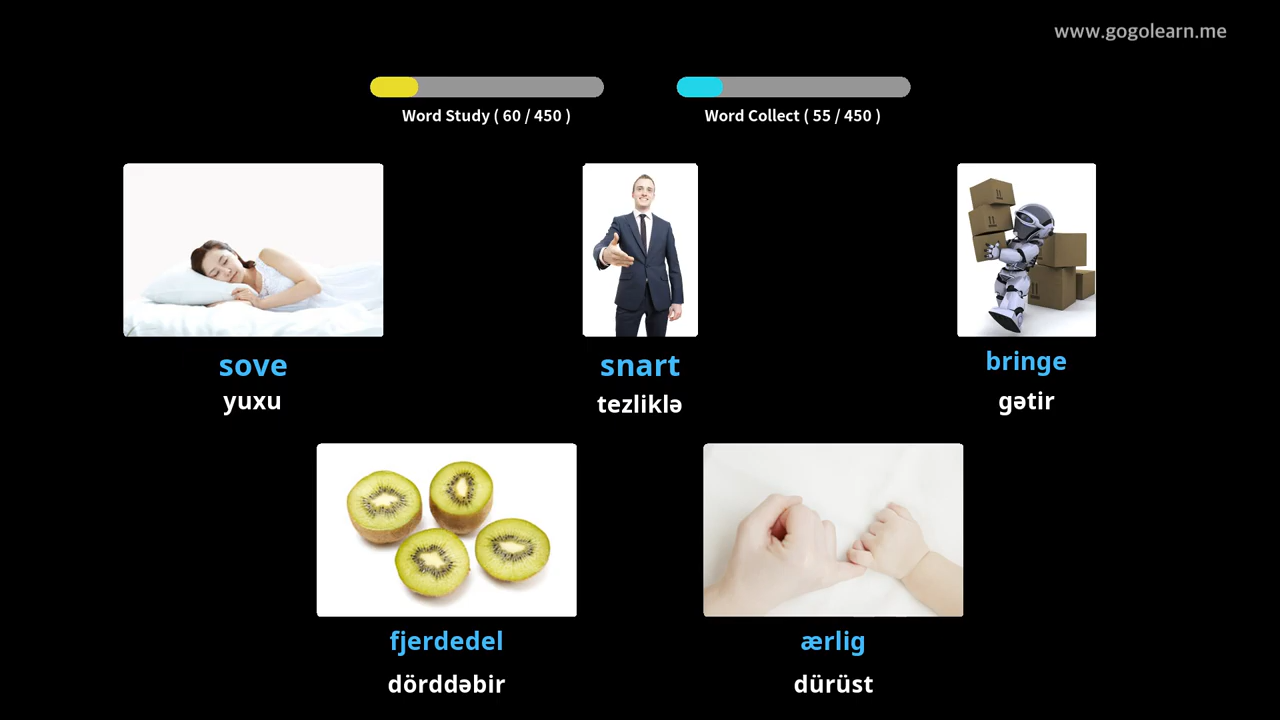 www.gogolearn.me
Word Study ( 60 / 450 )
Word Collect ( 55 / 450 )
sove
yuxu
snart
tezliklə
bringe
gətir
fjerdedel
dörddəbir
ærlig
dürüst